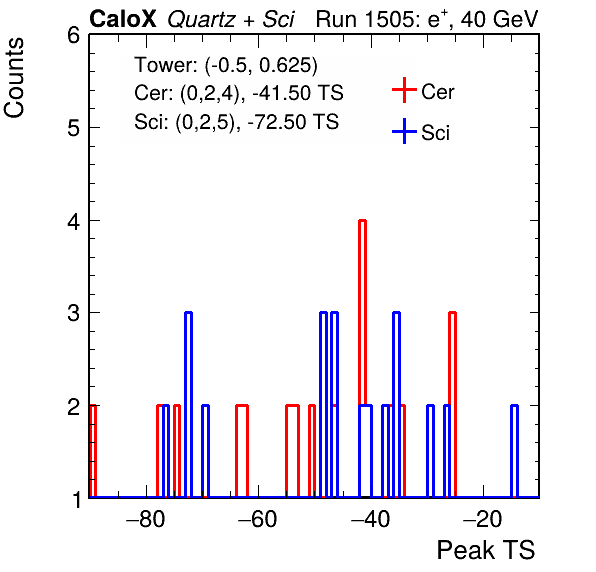 CaloX Quartz + Sci Run 1505: e⁺, 40 GeV
Counts
Tower: (-0.5, 0.625)
Cer: (0,2,4), -41.50 TS
Sci: (0,2,5), -72.50 TS
Cer
Sci
6
5
4
3
2
1
−80 −60 −40 −20
Peak TS